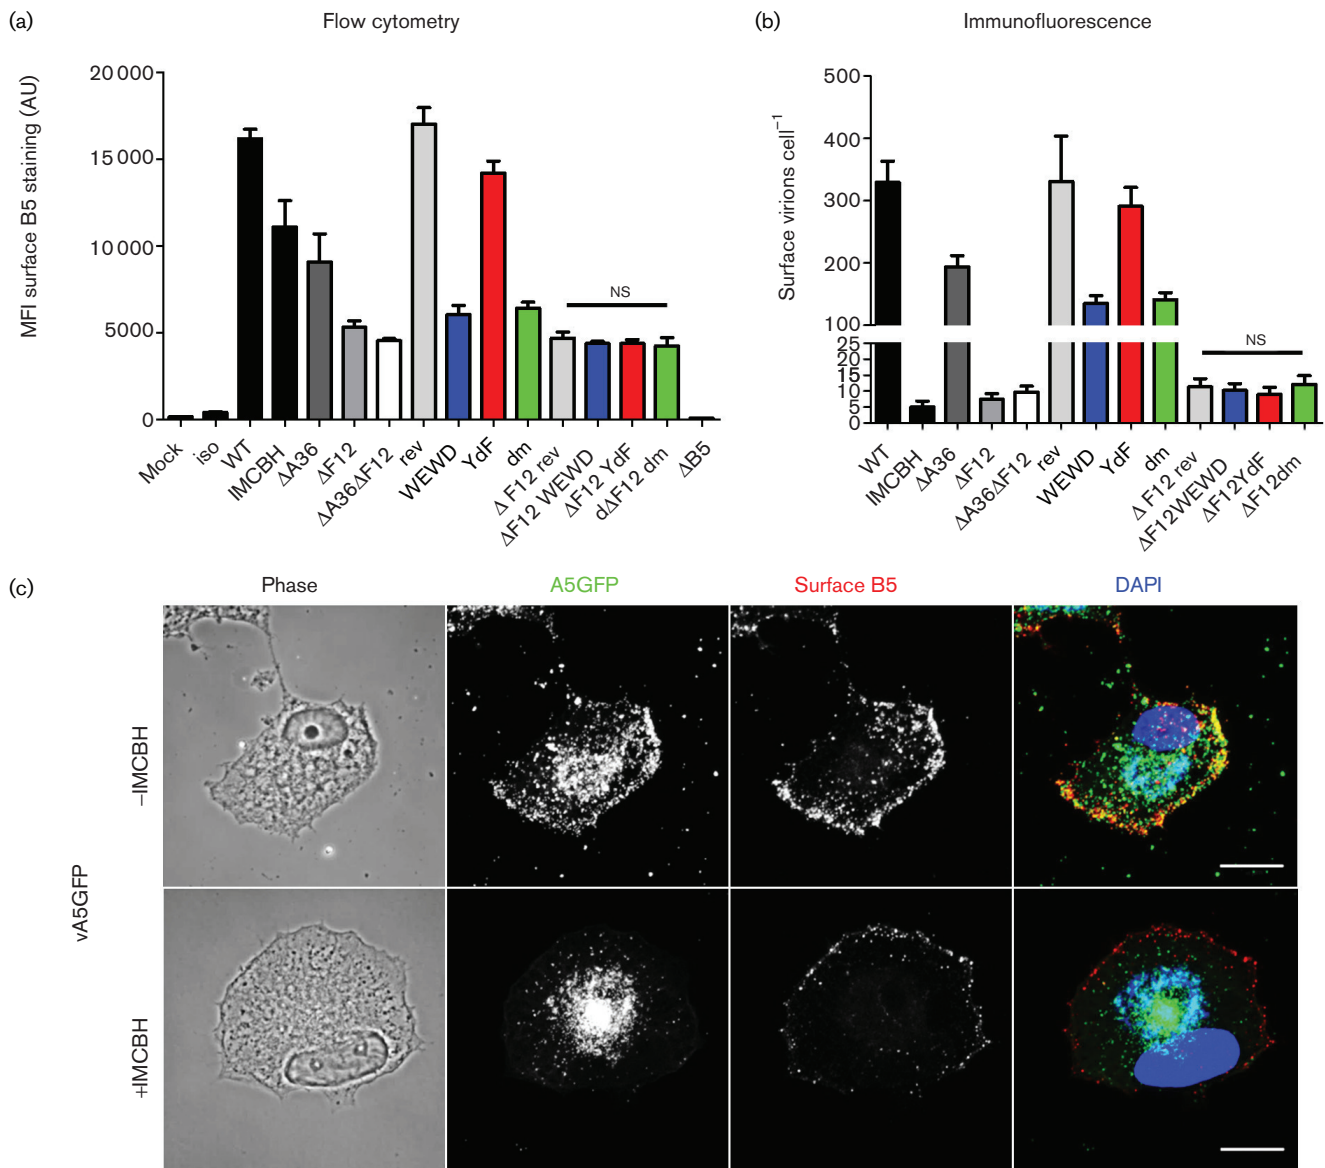 (a)
Flow cytometry
MFI surface B5 staining (AU)
20 000
15 000
10 000
5000
0
NS
Mock
iso
WT
IMCBH
ΔA36
ΔF12
ΔA36ΔF12
rev
WEWD
YdF
dm
Δ F12 rev
ΔF12 WEWD
ΔF12 YdF
dΔF12 dm
ΔB5
(b)
Immunofluorescence
Surface virions cell⁻¹
500
400
300
200
100
25
20
15
10
5
0
NS
WT
IMCBH
ΔA36
ΔF12
ΔA36ΔF12
rev
WEWD
YdF
dm
Δ F12 rev
ΔF12WEWD
ΔF12YdF
ΔF12dm
(c)
Phase
A5GFP
Surface B5
DAPI
vA5GFP
–IMCBH
+IMCBH